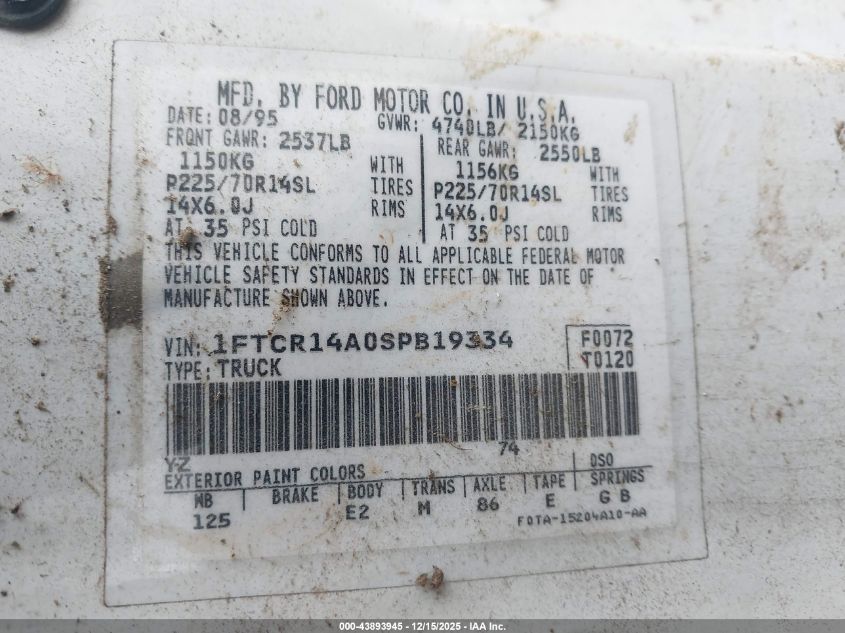 MFD. BY FORD MOTOR CO. IN U.S.A.
DATE: 08/95 GVWR: 4740LB/ 2150KG
FRONT GAWR: 2537LB REAR GAWR: 2550LB
1150KG WITH 1156KG WITH
P225/70R14SL TIRES P225/70R14SL TIRES
14X6.0J RIMS 14X6.0J RIMS
AT 35 PSI COLD AT 35 PSI COLD
THIS VEHICLE CONFORMS TO ALL APPLICABLE FEDERAL MOTOR
VEHICLE SAFETY STANDARDS IN EFFECT ON THE DATE OF
MANUFACTURE SHOWN ABOVE.
VIN: 1FTCR14A0SPB19334 F0072
TYPE: TRUCK T0120
74
YZ DSO
EXTERIOR PAINT COLORS
WB BRAKE BODY TRANS AXLE TAPE SPRINGS
125 E2 M 86 E G B
F0TA-15204A10-AA
000-43893945 - 12/15/2025 - IAA Inc.